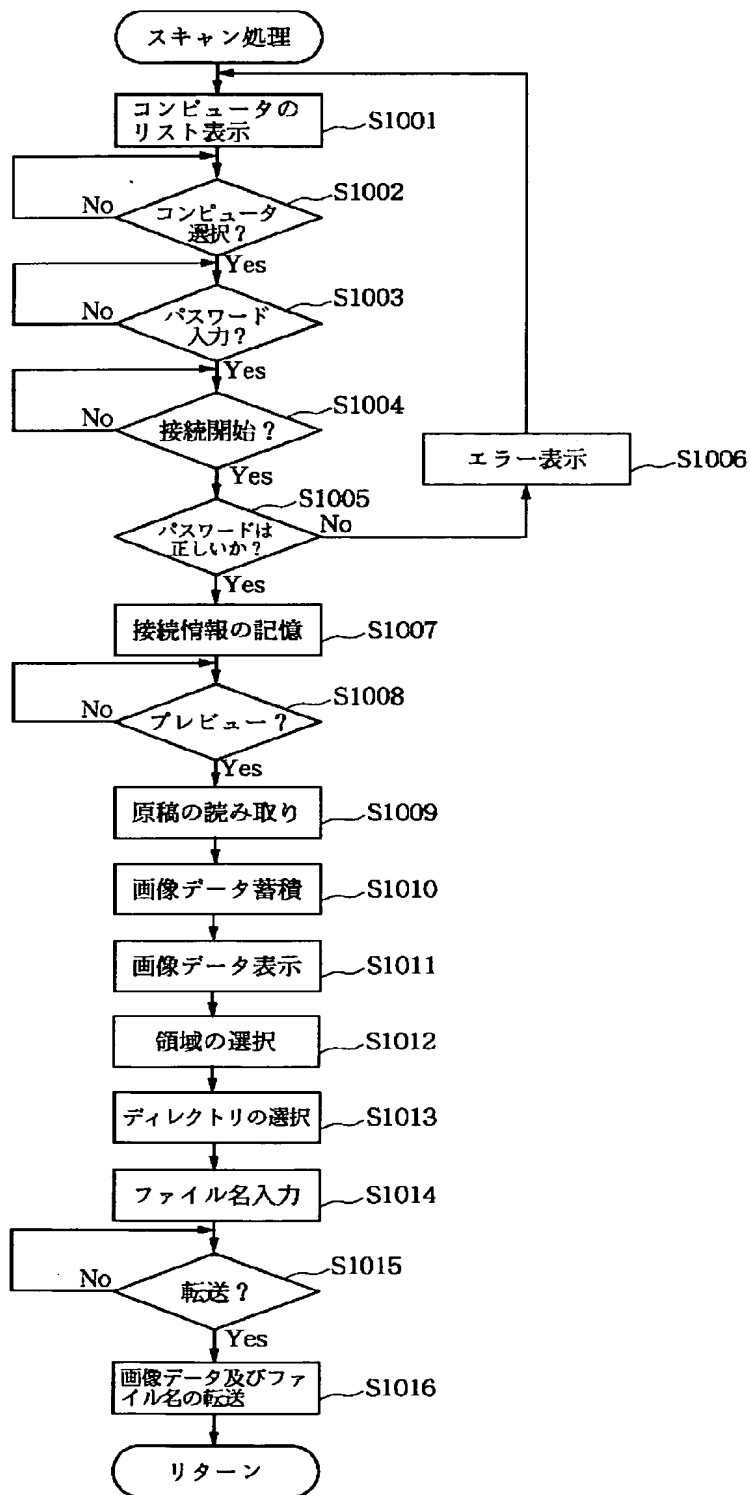 スキャン処理
コンピュータの
リスト表示
S1001
S1002
No
コンピュータ
選択?
Yes
S1003
No
パスワード
入力?
Yes
S1004
No
接続開始?
エラー表示
S1006
Yes
S1005
パスワードは
正しいか?
No
Yes
接続情報の記憶
S1007
S1008
No
プレビュー?
Yes
原稿の読み取り
S1009
画像データ蓄積
S1010
画像データ表示
S1011
領域の選択
S1012
ディレクトリの選択
S1013
ファイル名入力
S1014
S1015
No
転送?
Yes
画像データ及びファ
イル名の転送
S1016
リターン